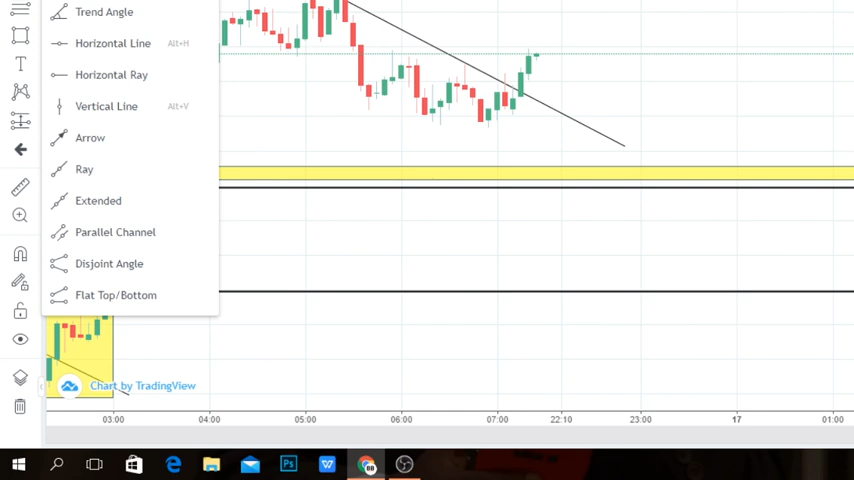 Trend Angle
Horizontal Line Alt+H
Horizontal Ray
Vertical Line Alt+V
Arrow
Ray
Extended
Parallel Channel
Disjoint Angle
Flat Top/Bottom
Chart by TradingView
03:00 04:00 05:00 06:00 07:00 22:10 23:00 17 01:00
T
Ps
W
BB